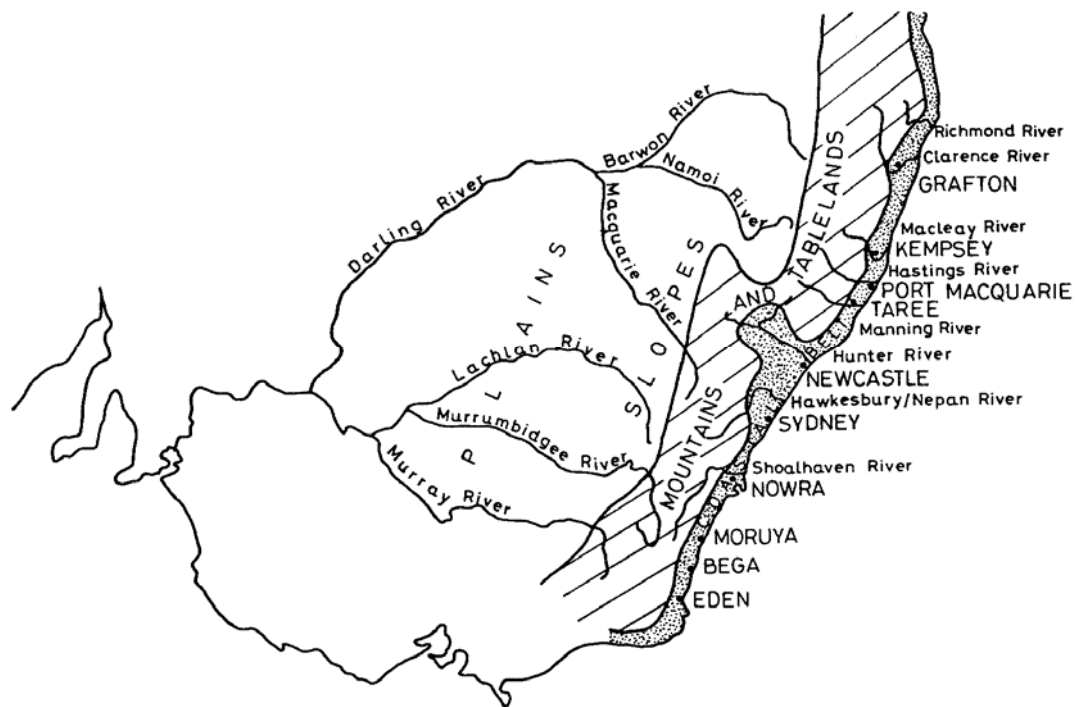 Richmond River
Clarence River
GRAFTON
Macleay River
KEMPSEY
Hastings River
PORT MACQUARIE
TAREE
Manning River
Hunter River
NEWCASTLE
Hawkesbury/Nepan River
SYDNEY
Shoalhaven River
NOWRA
MORUYA
BEGA
EDEN
Barwon River
Namoi River
Darling River
Macquarie River
Lachlan River
Murrumbidgee River
Murray River
PLAINS
SLOPES
MOUNTAINS AND TABLELANDS
COASTAL BELT